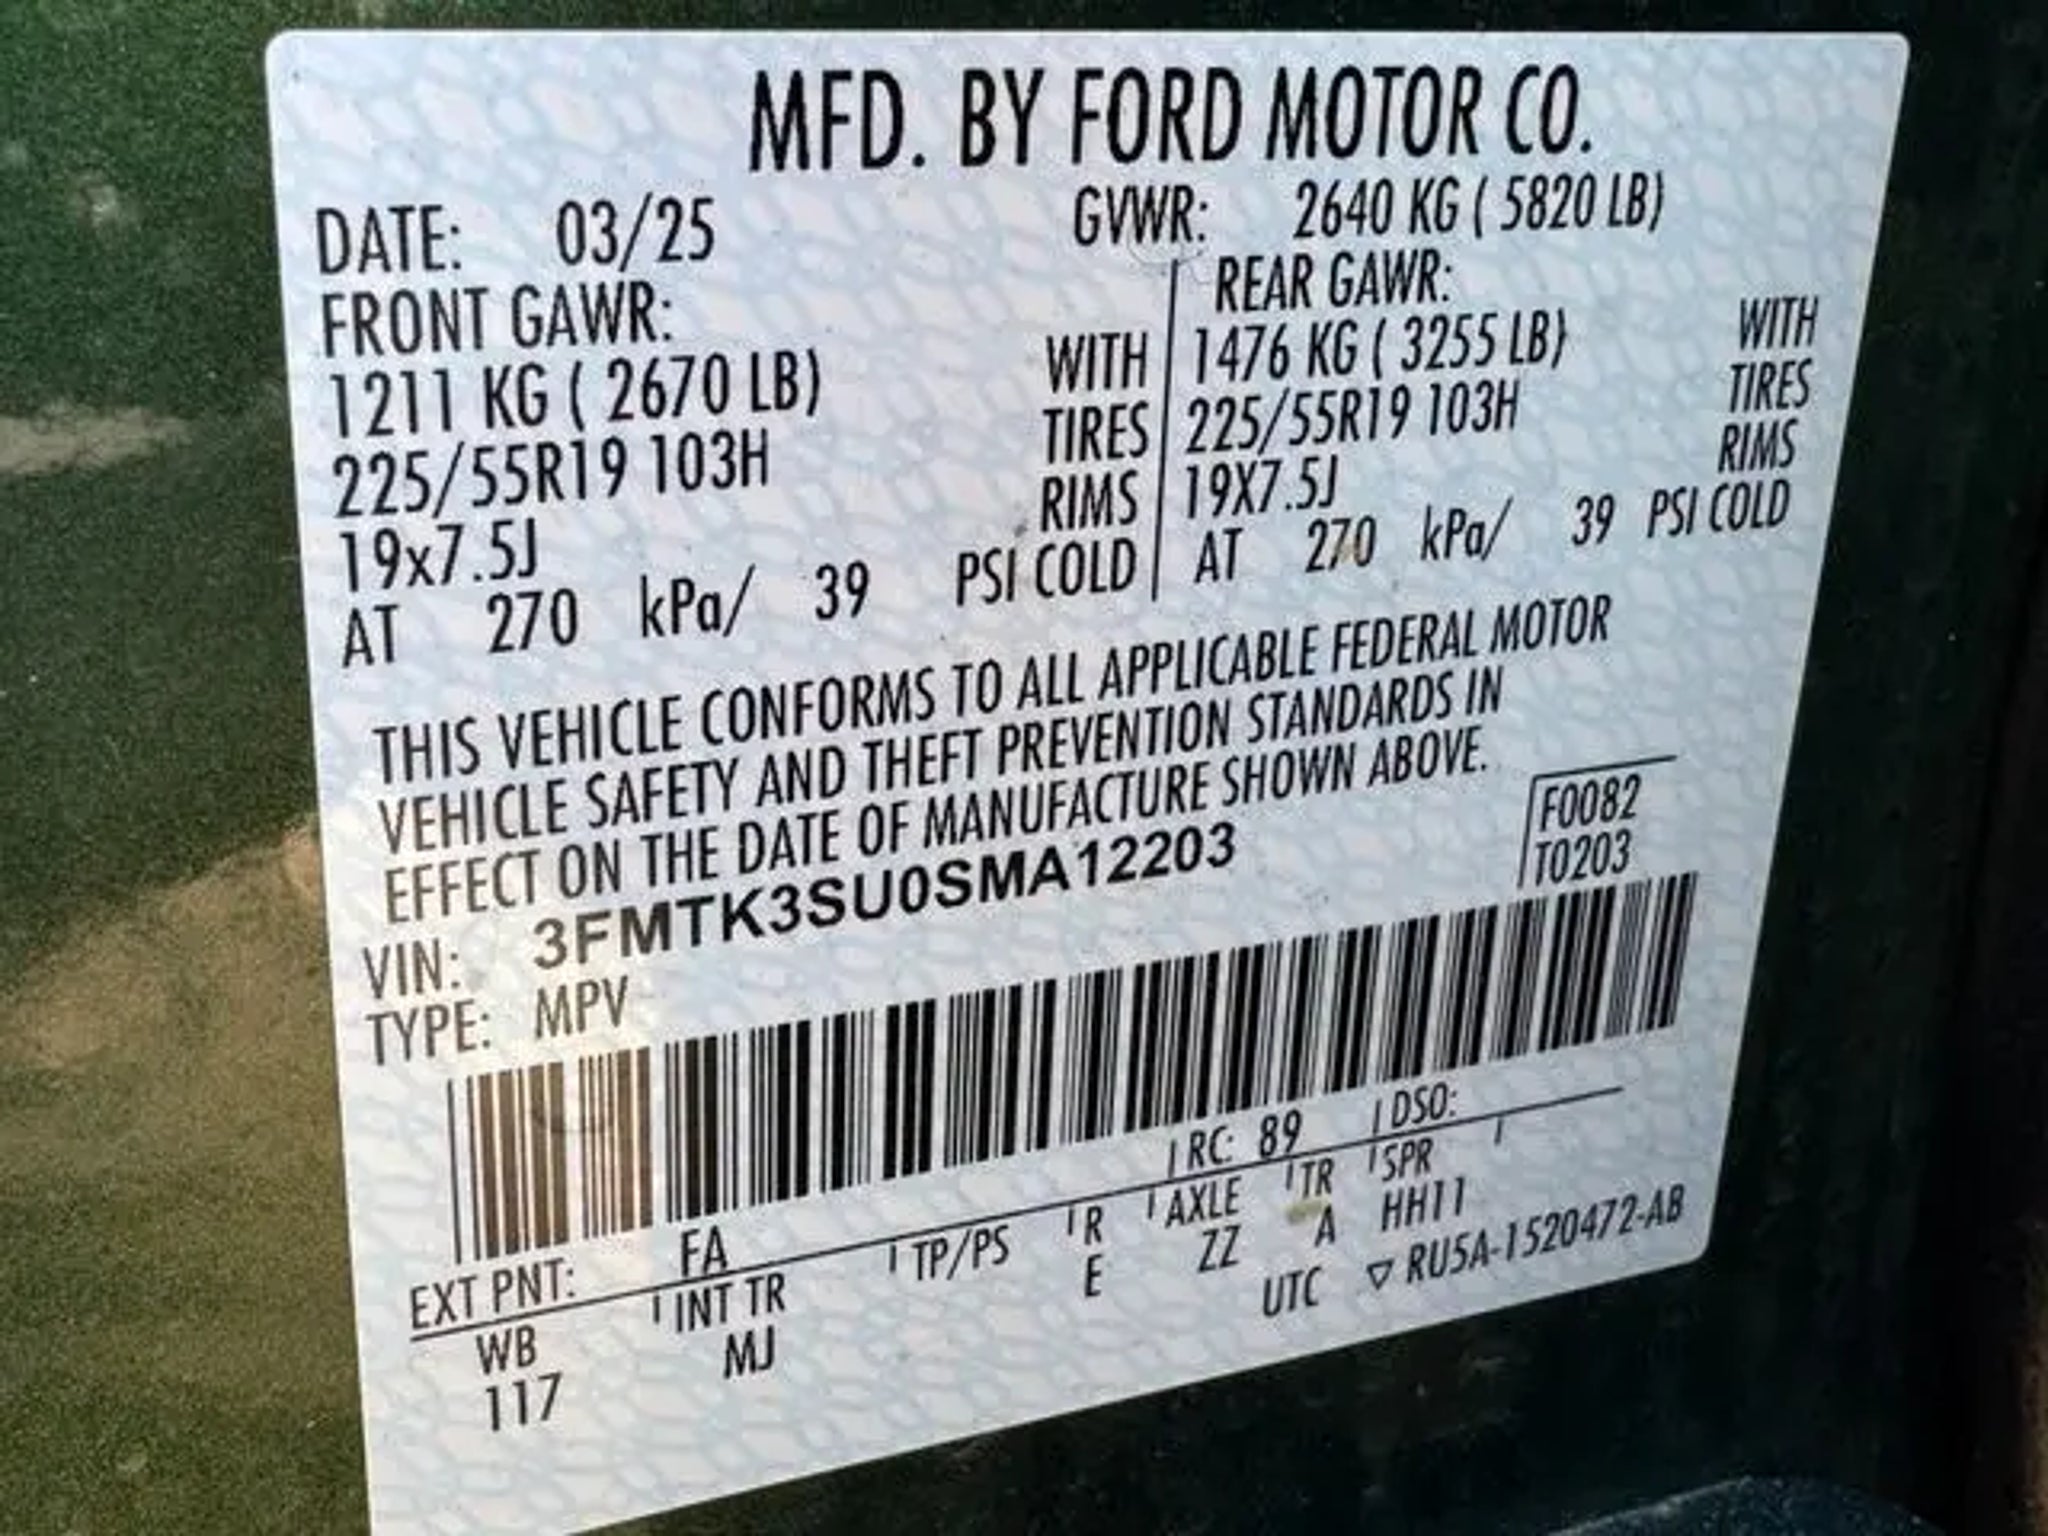 MFD. BY FORD MOTOR CO.
DATE: 03/25
GVWR: 2640 KG ( 5820 LB)
FRONT GAWR:
1211 KG ( 2670 LB) WITH
225/55R19 103H TIRES
19x7.5J RIMS
AT 270 kPa/ 39 PSI COLD
REAR GAWR:
1476 KG ( 3255 LB) WITH
225/55R19 103H TIRES
19X7.5J RIMS
AT 270 kPa/ 39 PSI COLD
THIS VEHICLE CONFORMS TO ALL APPLICABLE FEDERAL MOTOR
VEHICLE SAFETY AND THEFT PREVENTION STANDARDS IN
EFFECT ON THE DATE OF MANUFACTURE SHOWN ABOVE.
F0082
T0203
VIN: 3FMTK3SU0SMA12203
TYPE: MPV
EXT PNT: FA RC: 89 DSO:
WB INT TR TP/PS R AXLE TR SPR
117 MJ E ZZ A HH11
UTC ▽ RU5A-1520472-AB